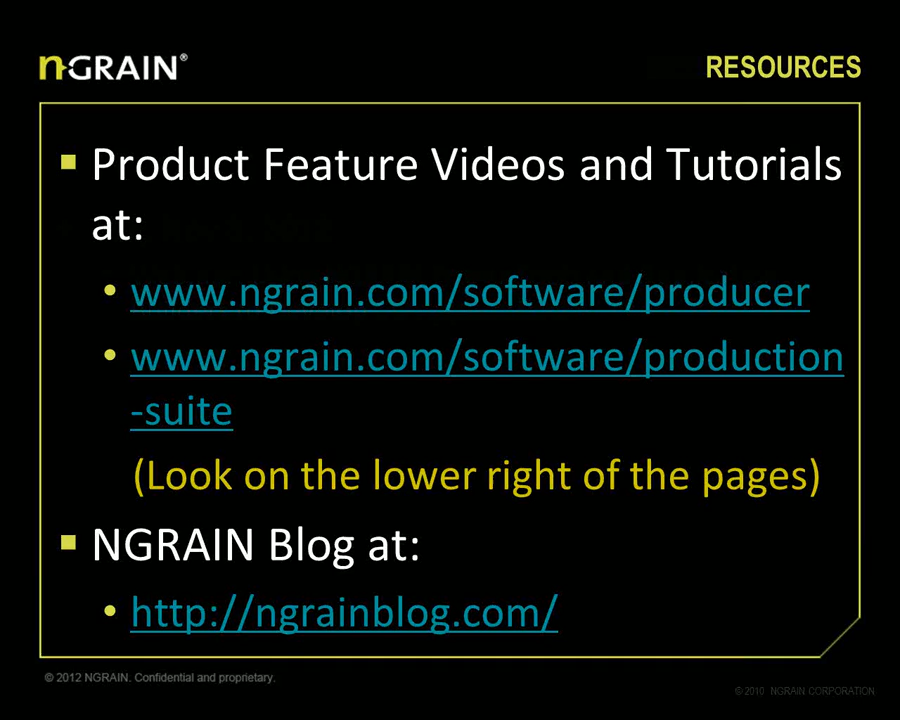 nGRAIN®
RESOURCES
▪ Product Feature Videos and Tutorials
at:
• www.ngrain.com/software/producer
• www.ngrain.com/software/production
-suite
(Look on the lower right of the pages)
▪ NGRAIN Blog at:
• http://ngrainblog.com/
© 2012 NGRAIN. Confidential and proprietary.
© 2010 NGRAIN CORPORATION